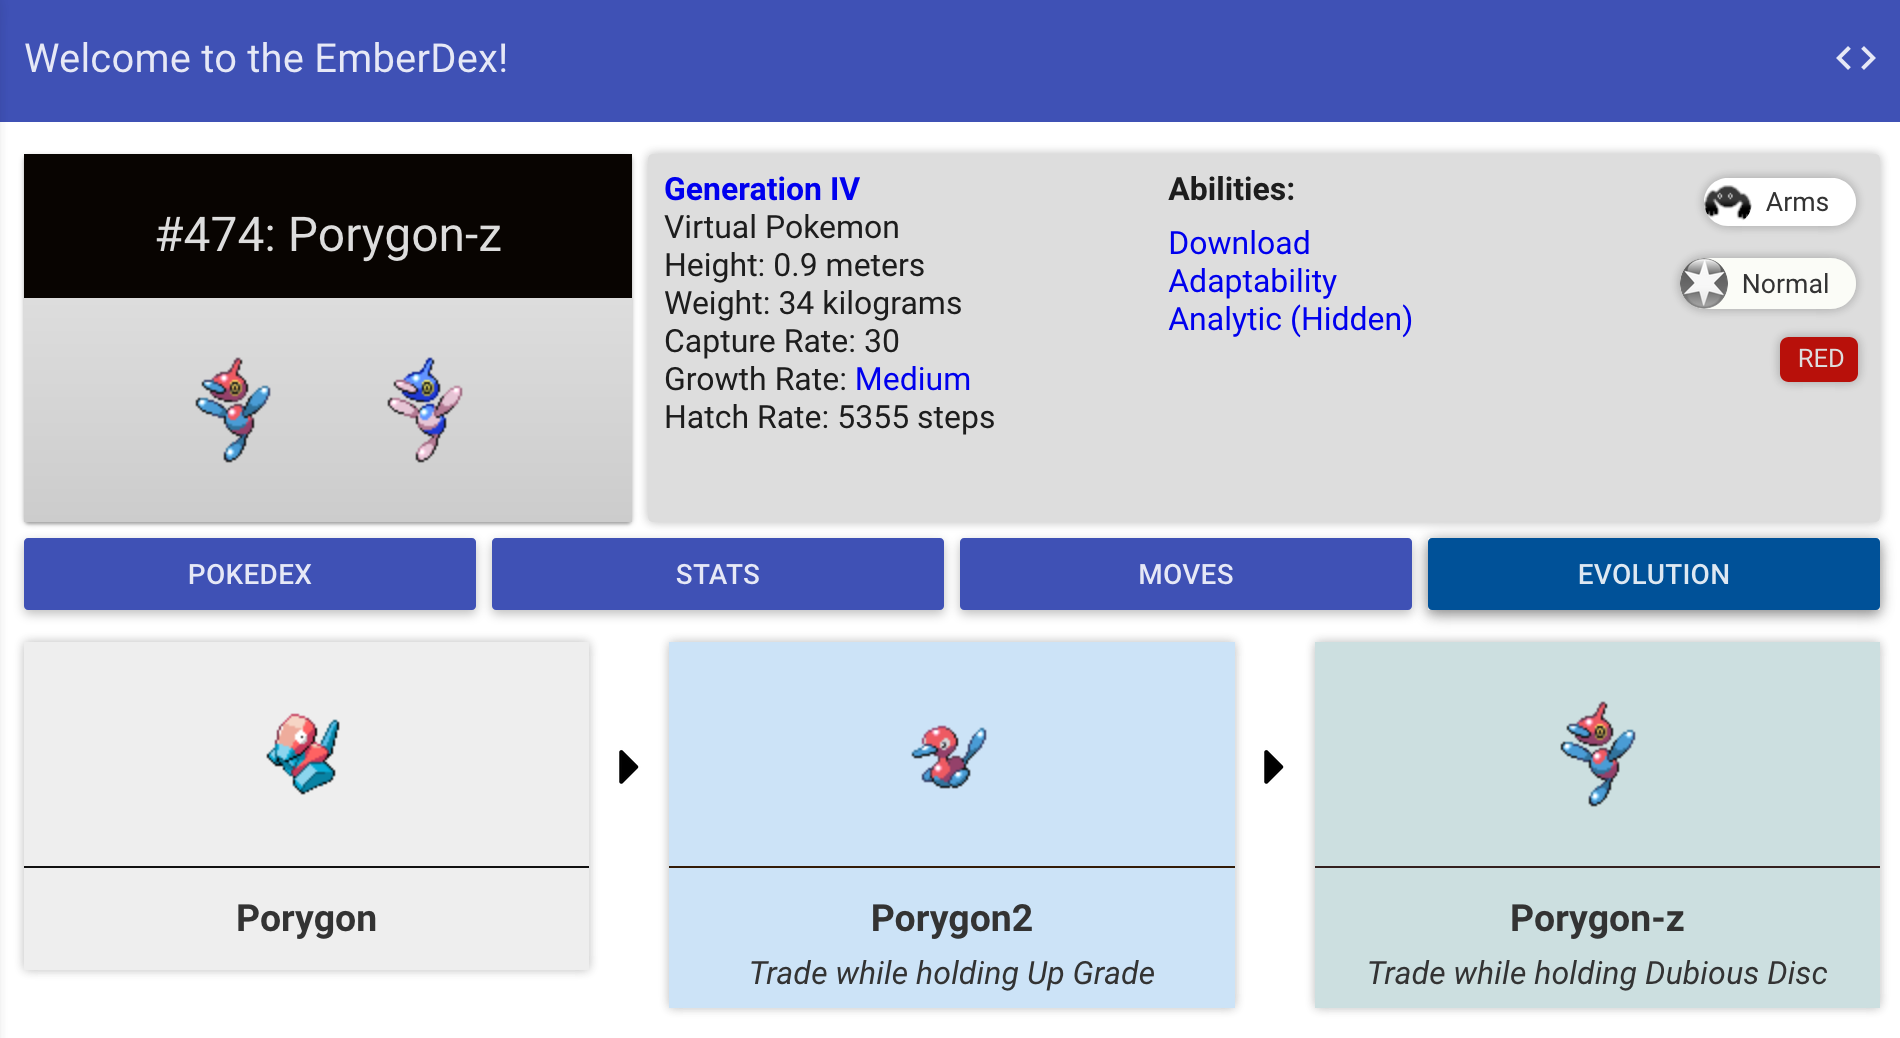 Welcome to the EmberDex!
#474: Porygon-z
Generation IV
Virtual Pokemon
Height: 0.9 meters
Weight: 34 kilograms
Capture Rate: 30
Growth Rate: Medium
Hatch Rate: 5355 steps
Abilities:
Download
Adaptability
Analytic (Hidden)
Arms
Normal
RED
POKEDEX
STATS
MOVES
EVOLUTION
Porygon
Porygon2
Trade while holding Up Grade
Porygon-z
Trade while holding Dubious Disc